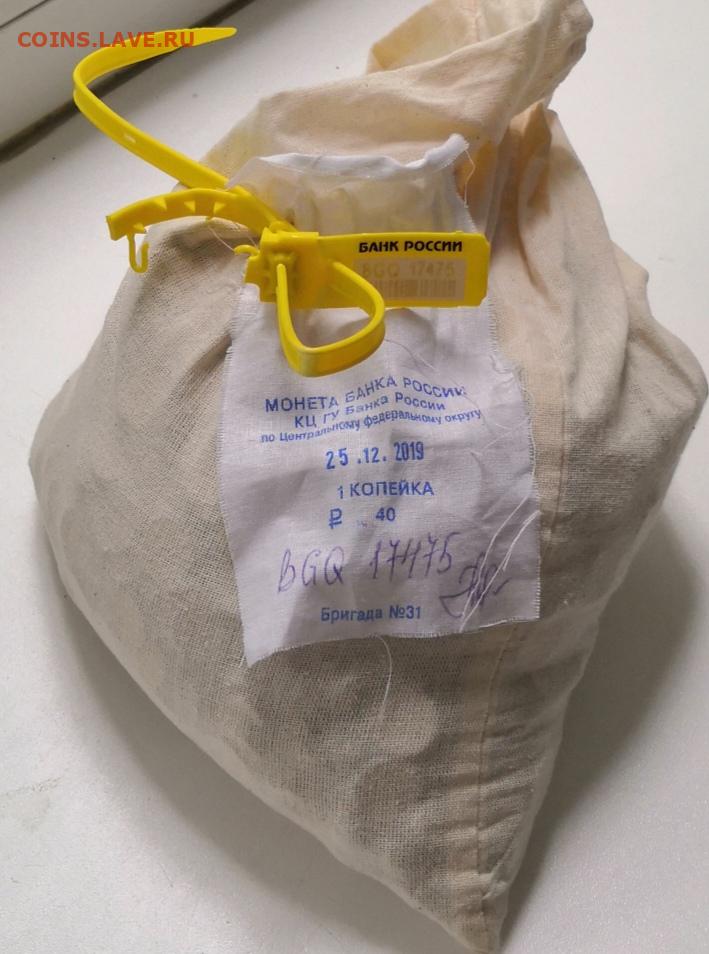 COINS.LAVE.RU
БАНК РОССИИ
BGQ 17475
МОНЕТА БАНКА РОССИИ
КЦ ГУ Банка России
по Центральному федеральному округу
25.12.2019
1 КОПЕЙКА
₽ 40
BGQ 17475
Бригада №31